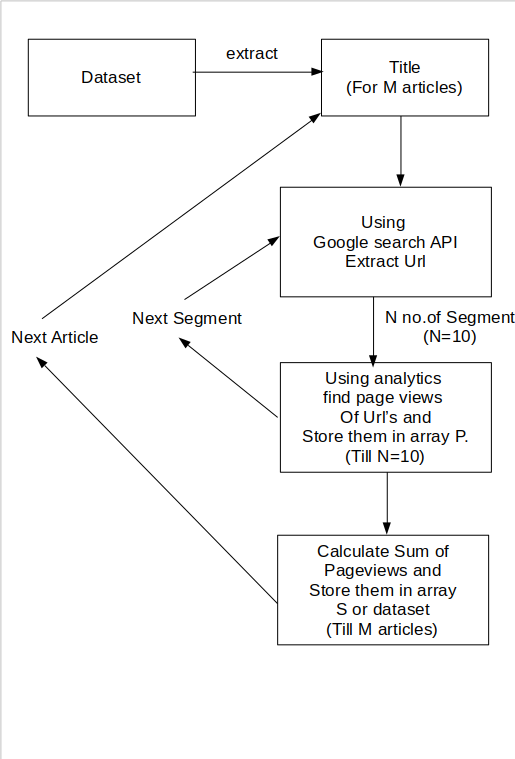 extract
Dataset
Title
(For M articles)
Using
Google search API
Extract Url
Next Segment
N no.of Segment
(N=10)
Next Article
Using analytics
find page views
Of Url's and
Store them in array P.
(Till N=10)
Calculate Sum of
Pageviews and
Store them in array
S or dataset
(Till M articles)